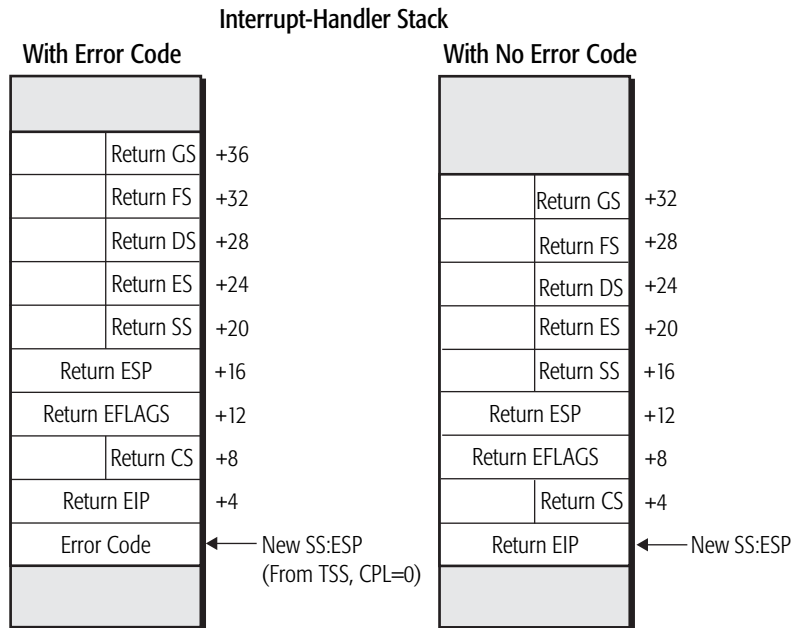 Interrupt-Handler Stack
With Error Code
Return GS +36
Return FS +32
Return DS +28
Return ES +24
Return SS +20
Return ESP +16
Return EFLAGS +12
Return CS +8
Return EIP +4
Error Code
New SS:ESP
(From TSS, CPL=0)
With No Error Code
Return GS +32
Return FS +28
Return DS +24
Return ES +20
Return SS +16
Return ESP +12
Return EFLAGS +8
Return CS +4
Return EIP
New SS:ESP